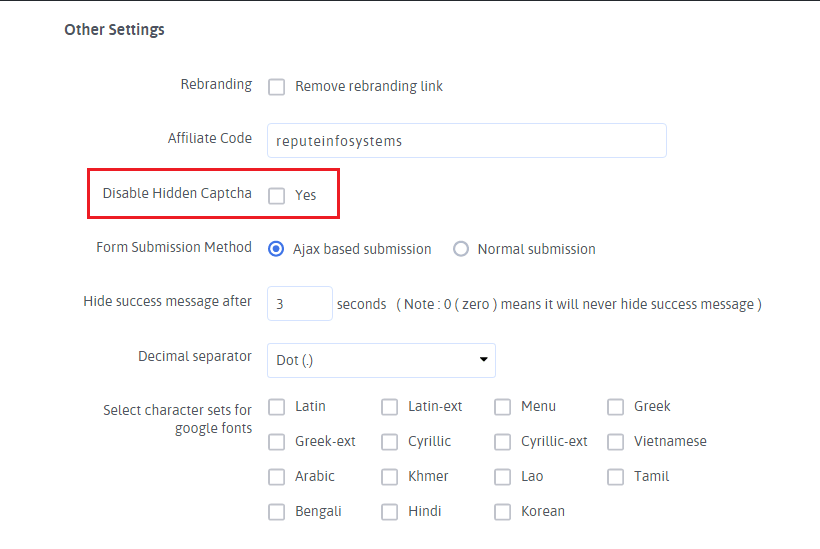 Other Settings
Rebranding Remove rebranding link
Affiliate Code reputeinfosystems
Disable Hidden Captcha Yes
Form Submission Method Ajax based submission Normal submission
Hide success message after 3 seconds ( Note : 0 ( zero ) means it will never hide success message )
Decimal separator Dot (.)
Select character sets for
google fonts
Latin Latin-ext Menu Greek
Greek-ext Cyrillic Cyrillic-ext Vietnamese
Arabic Khmer Lao Tamil
Bengali Hindi Korean